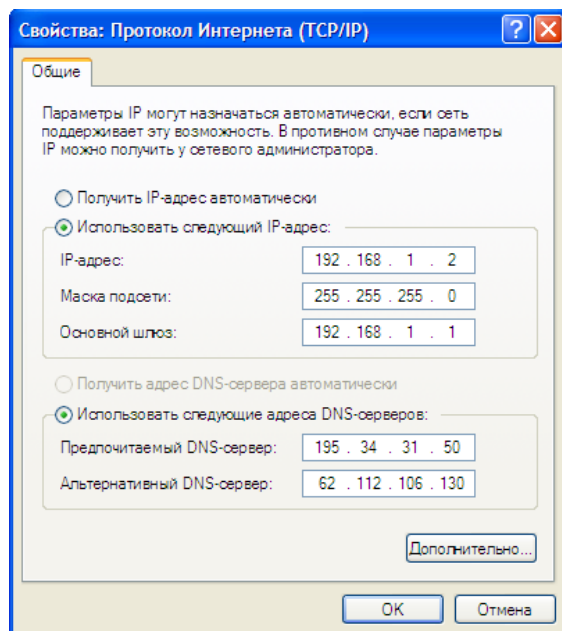 Свойства: Протокол Интернета (TCP/IP)
Общие
Параметры IP могут назначаться автоматически, если сеть
поддерживает эту возможность. В противном случае параметры
IP можно получить у сетевого администратора.
Получить IP-адрес автоматически
Использовать следующий IP-адрес:
IP-адрес: 192 . 168 . 1 . 2
Маска подсети: 255 . 255 . 255 . 0
Основной шлюз: 192 . 168 . 1 . 1
Получить адрес DNS-сервера автоматически
Использовать следующие адреса DNS-серверов:
Предпочитаемый DNS-сервер: 195 . 34 . 31 . 50
Альтернативный DNS-сервер: 62 . 112 . 106 . 130
Дополнительно...
OK Отмена